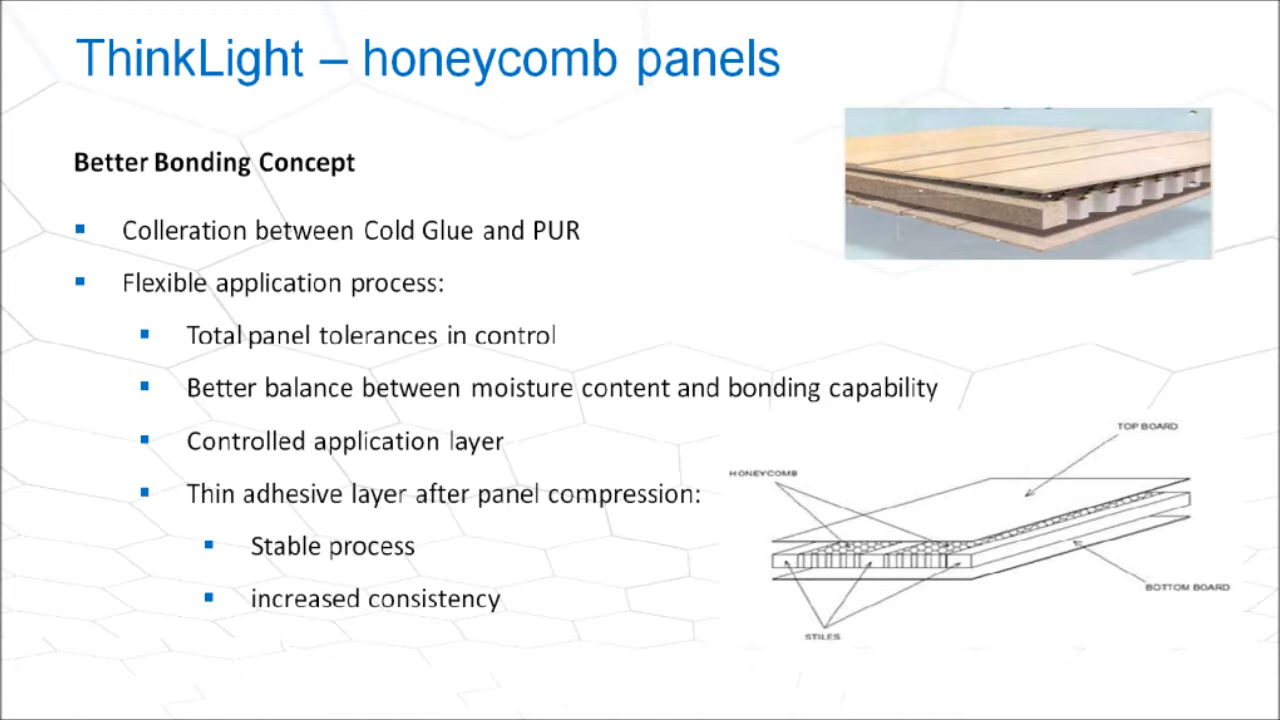 ThinkLight – honeycomb panels
Better Bonding Concept
Colleration between Cold Glue and PUR
Flexible application process:
Total panel tolerances in control
Better balance between moisture content and bonding capability
Controlled application layer
Thin adhesive layer after panel compression:
Stable process
increased consistency
TOP BOARD
HONEYCOMB
BOTTOM BOARD
STILES